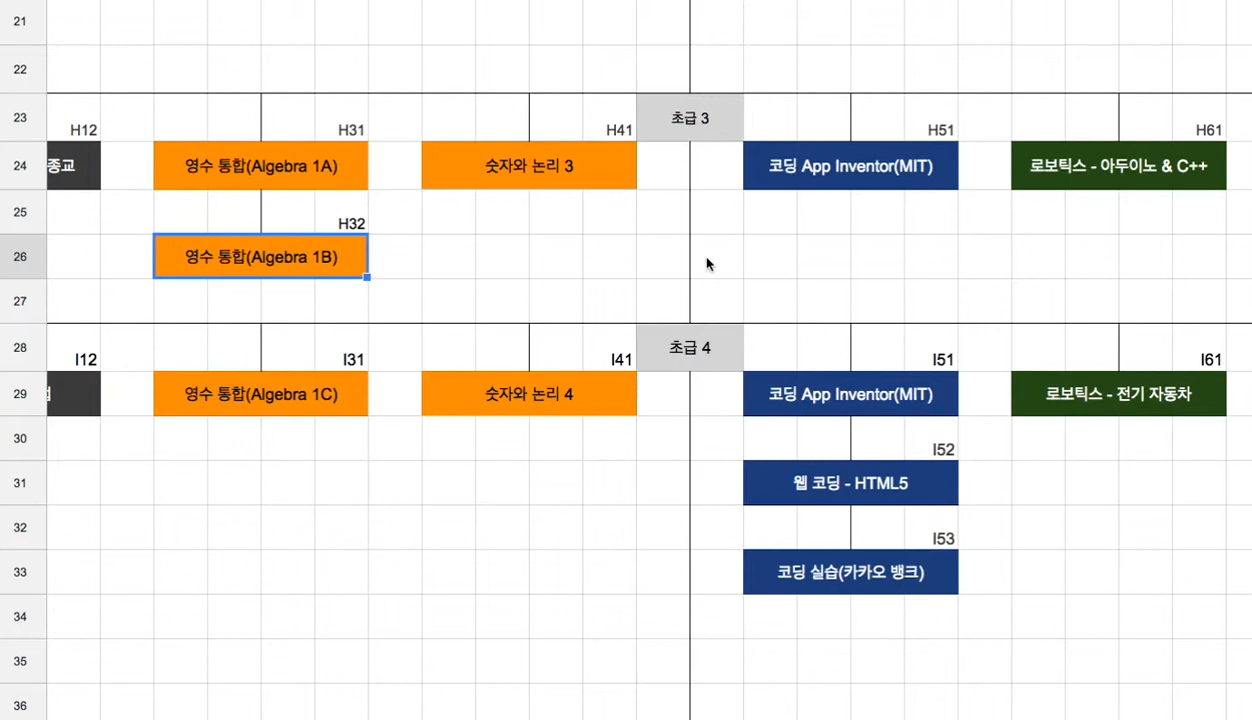 21
22
23
H12
H31
H41
초급 3
H51
H61
24
종교
영수 통합(Algebra 1A)
숫자와 논리 3
코딩 App Inventor(MIT)
로보틱스 - 아두이노 & C++
25
H32
26
영수 통합(Algebra 1B)
27
28
I12
I31
I41
초급 4
I51
I61
29
영수 통합(Algebra 1C)
숫자와 논리 4
코딩 App Inventor(MIT)
로보틱스 - 전기 자동차
30
I52
31
웹 코딩 - HTML5
32
I53
33
코딩 실습(카카오 뱅크)
34
35
36